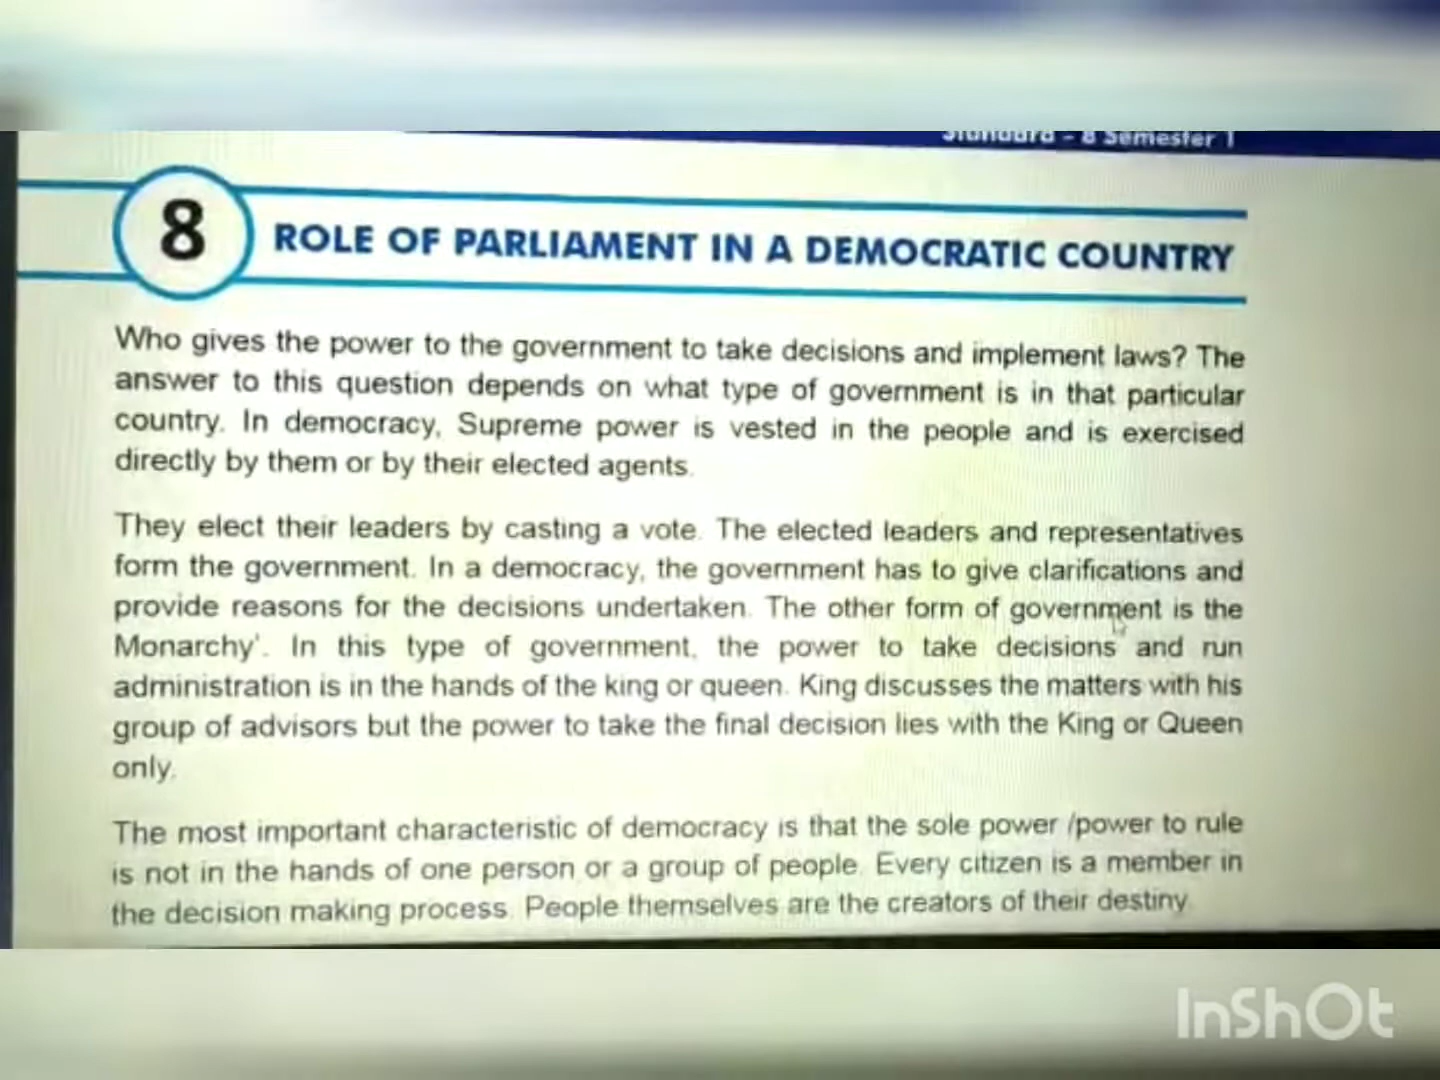 Standard - 8 Semester 1
8
ROLE OF PARLIAMENT IN A DEMOCRATIC COUNTRY
Who gives the power to the government to take decisions and implement laws? The
answer to this question depends on what type of government is in that particular
country. In democracy, Supreme power is vested in the people and is exercised
directly by them or by their elected agents.
They elect their leaders by casting a vote. The elected leaders and representatives
form the government. In a democracy, the government has to give clarifications and
provide reasons for the decisions undertaken. The other form of government is the
Monarchy'. In this type of government, the power to take decisions and run
administration is in the hands of the king or queen. King discusses the matters with his
group of advisors but the power to take the final decision lies with the King or Queen
only.
The most important characteristic of democracy is that the sole power /power to rule
is not in the hands of one person or a group of people. Every citizen is a member in
the decision making process. People themselves are the creators of their destiny.
InShOt